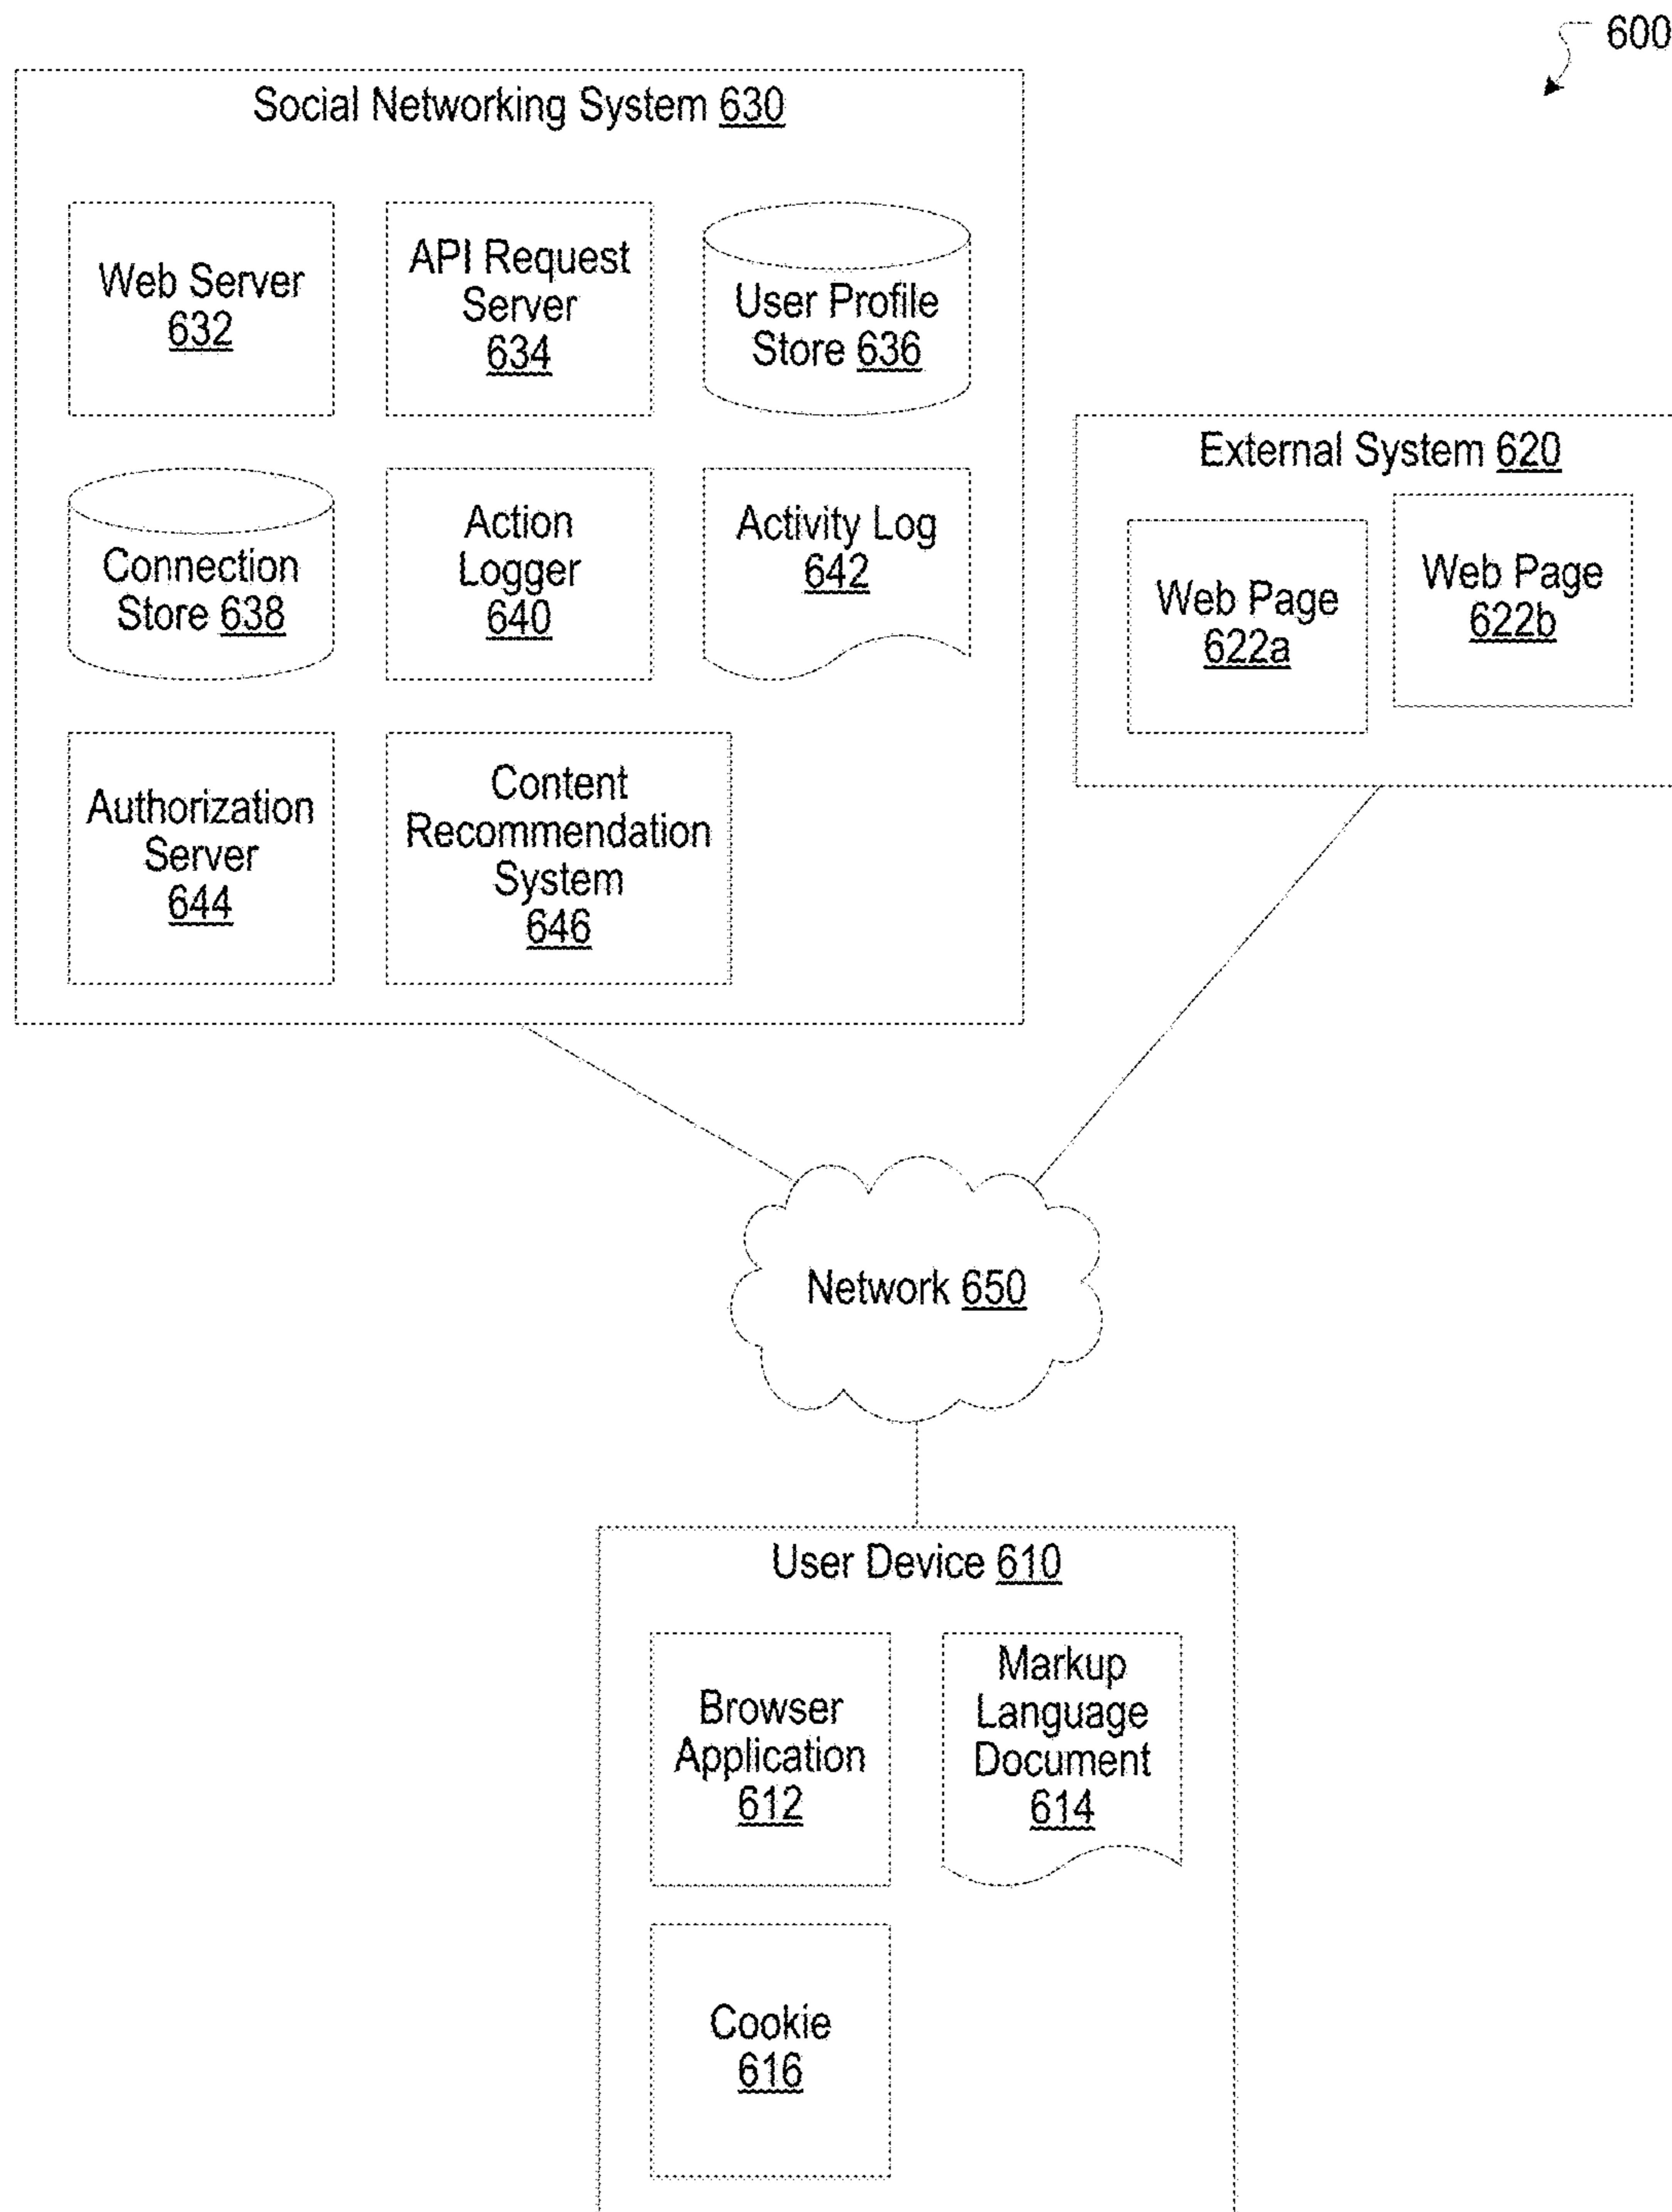 600
Social Networking System 630
Web Server
632
API Request
Server
634
User Profile
Store 636
Connection
Store 638
Action
Logger
640
Activity Log
642
Authorization
Server
644
Content
Recommendation
System
646
External System 620
Web Page
622a
Web Page
622b
Network 650
User Device 610
Browser
Application
612
Markup
Language
Document
614
Cookie
616